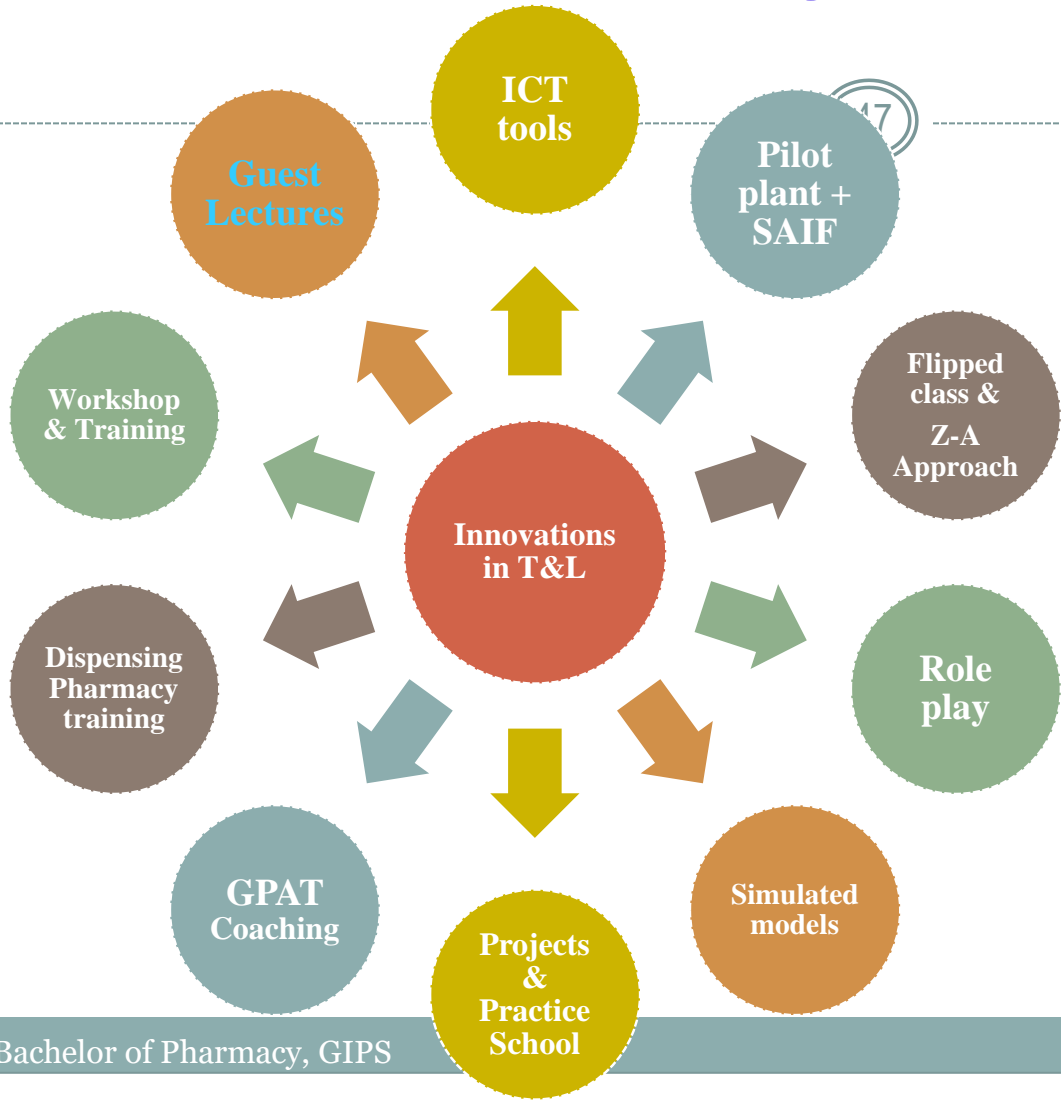 ICT
tools
Pilot
plant +
SAIF
Flipped
class &
Z-A
Approach
Role
play
Simulated
models
Projects
&
Practice
School
GPAT
Coaching
Dispensing
Pharmacy
training
Workshop
& Training
Guest
Lectures
Innovations
in T&L
Bachelor of Pharmacy, GIPS